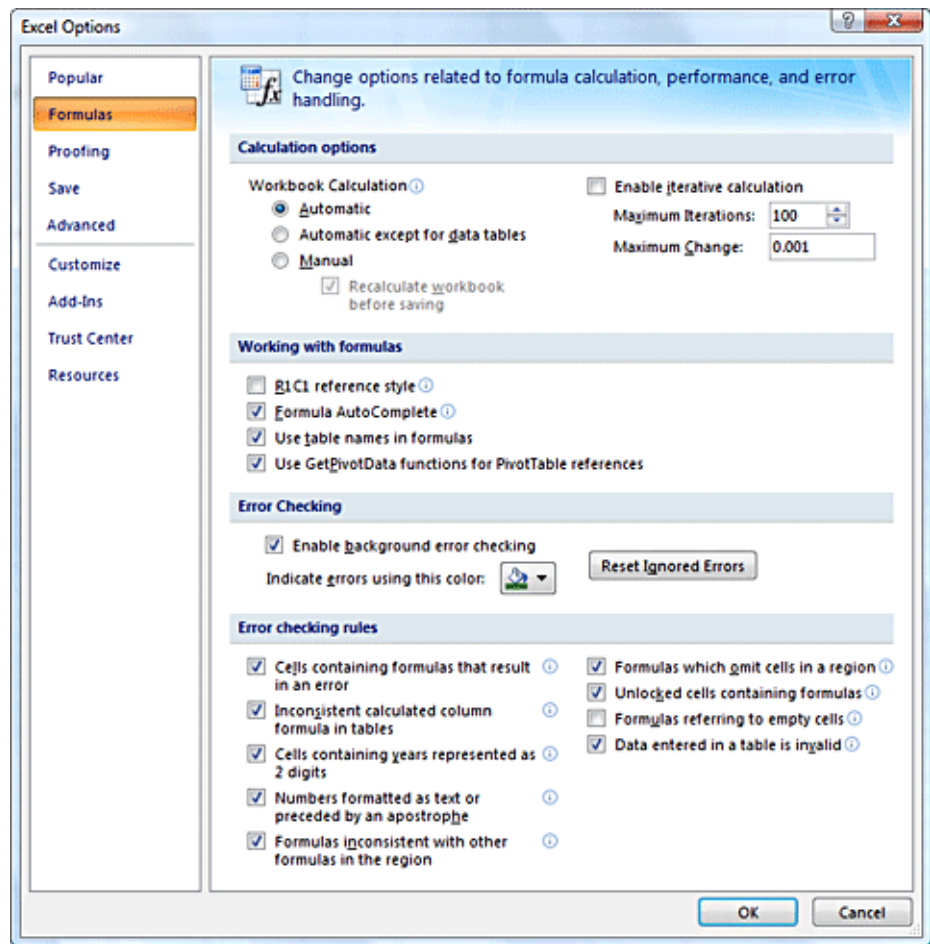 Excel Options
Popular
Formulas
Proofing
Save
Advanced
Customize
Add-Ins
Trust Center
Resources
Change options related to formula calculation, performance, and error
handling.
Calculation options
Workbook Calculation
Automatic
Automatic except for data tables
Manual
Recalculate workbook
before saving
Enable iterative calculation
Maximum Iterations: 100
Maximum Change: 0.001
Working with formulas
R1C1 reference style
Formula AutoComplete
Use table names in formulas
Use GetPivotData functions for PivotTable references
Error Checking
Enable background error checking
Indicate errors using this color:
Reset Ignored Errors
Error checking rules
Cells containing formulas that result
in an error
Inconsistent calculated column
formula in tables
Cells containing years represented as
2 digits
Numbers formatted as text or
preceded by an apostrophe
Formulas inconsistent with other
formulas in the region
Formulas which omit cells in a region
Unlocked cells containing formulas
Formulas referring to empty cells
Data entered in a table is invalid
OK
Cancel